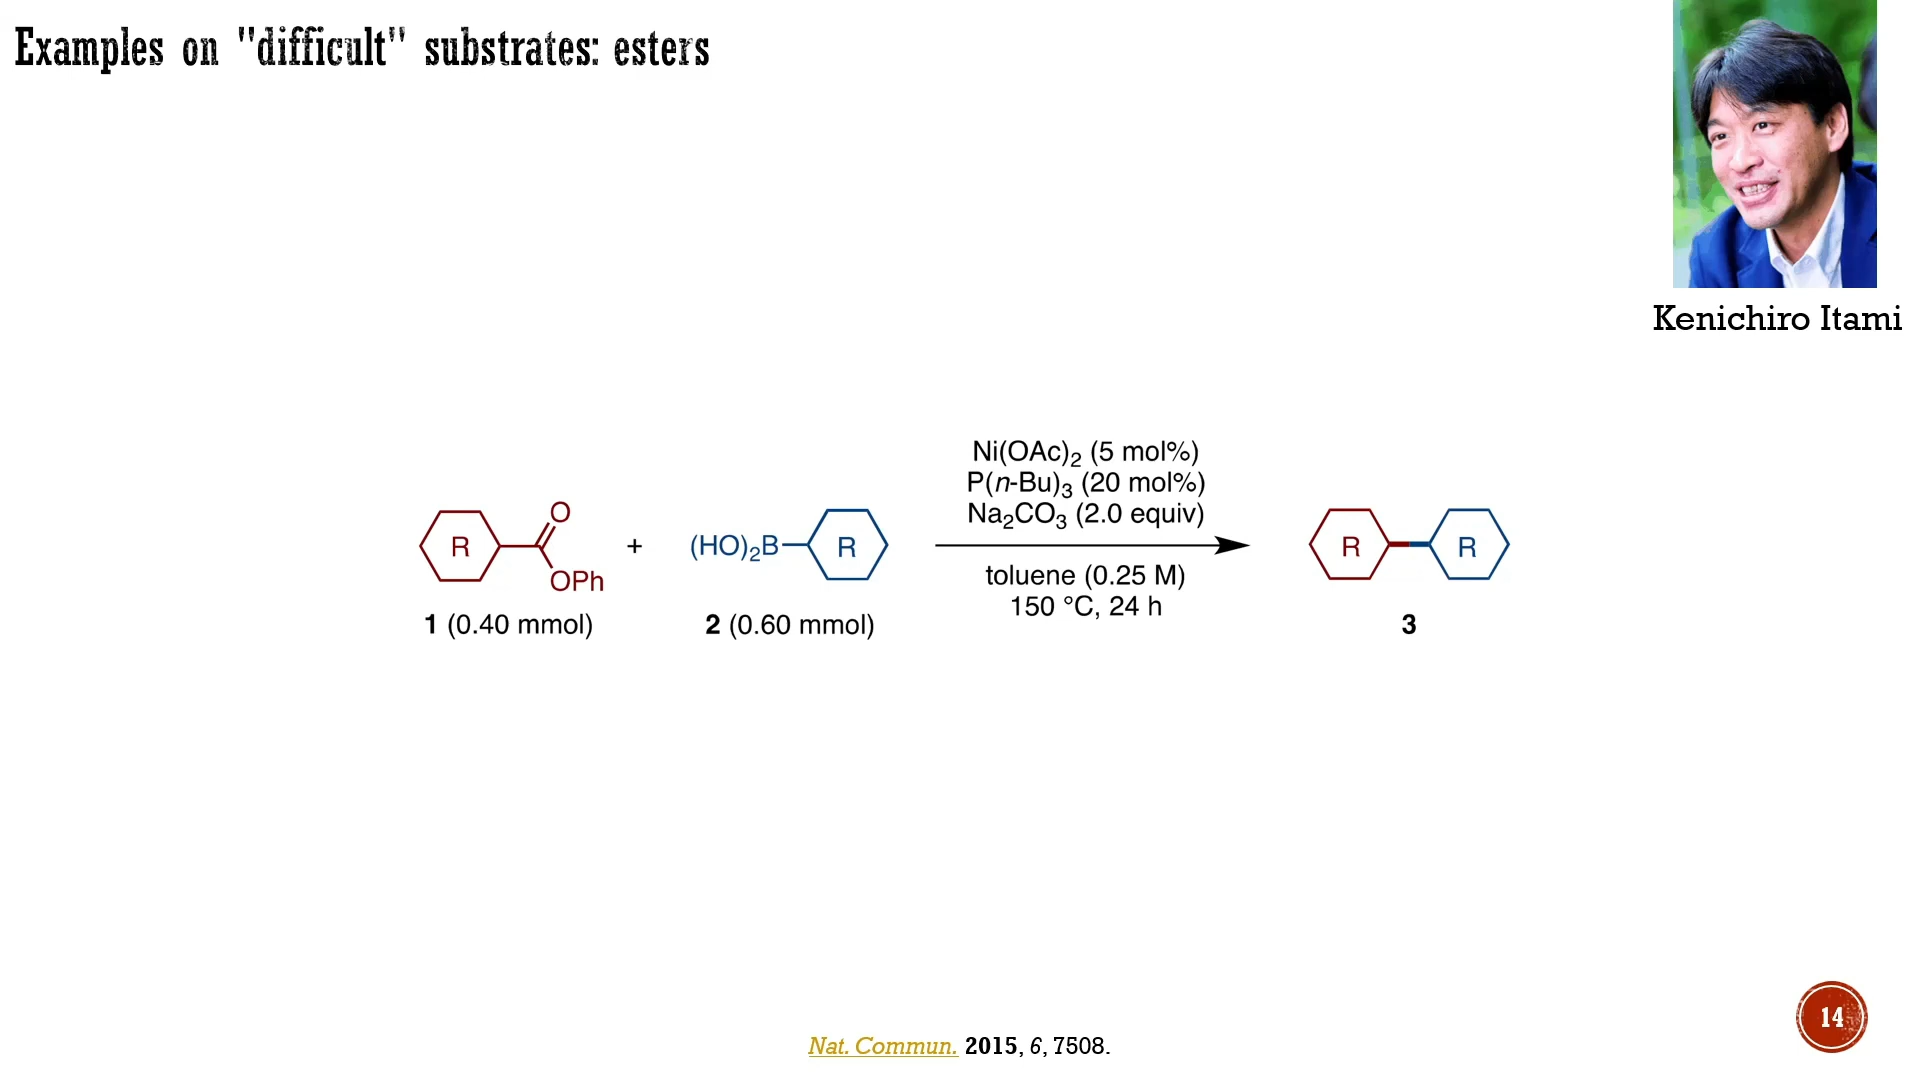 Examples on "difficult" substrates: esters
Kenichiro Itami
Ni(OAc)₂ (5 mol%)
P(n-Bu)₃ (20 mol%)
Na₂CO₃ (2.0 equiv)
R
O
OPh
+
(HO)₂B
R
R
R
toluene (0.25 M)
150 °C, 24 h
1 (0.40 mmol)
2 (0.60 mmol)
3
14
Nat. Commun. 2015, 6, 7508.